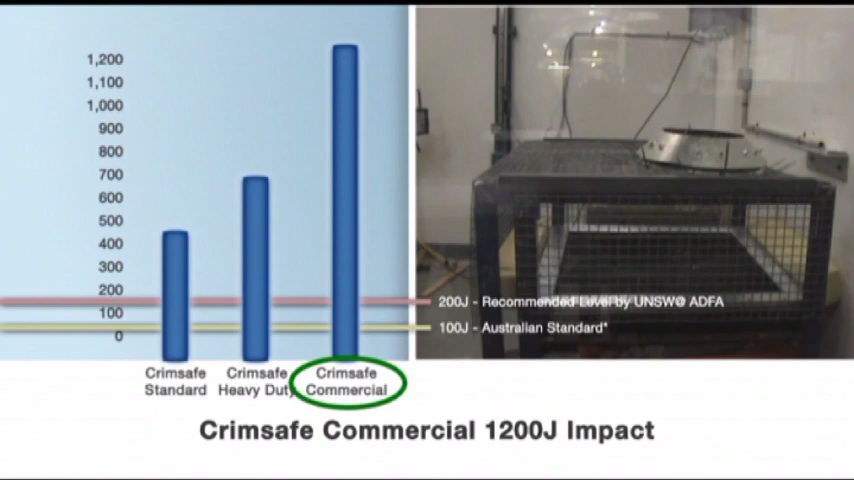 1,200
1,100
1,000
900
800
700
600
500
400
300
200
100
0
200J - Recommended Level by UNSW@ ADFA
100J - Australian Standard*
Crimsafe Standard
Crimsafe Heavy Duty
Crimsafe Commercial
Crimsafe Commercial 1200J Impact